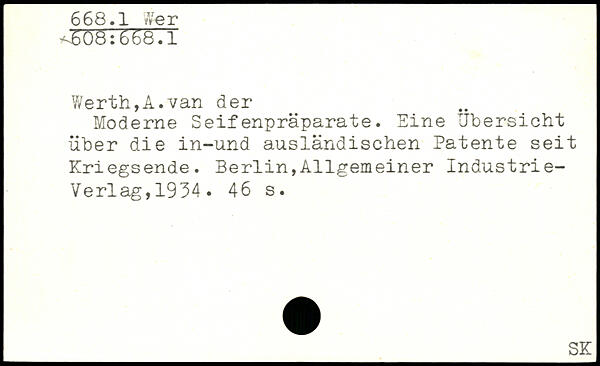 668.1 Wer
608:668.1
Werth,A.van der
Moderne Seifenpräparate. Eine Übersicht
über die in-und ausländischen Patente seit
Kriegsende. Berlin,Allgemeiner Industrie-
Verlag,1934. 46 s.
SK